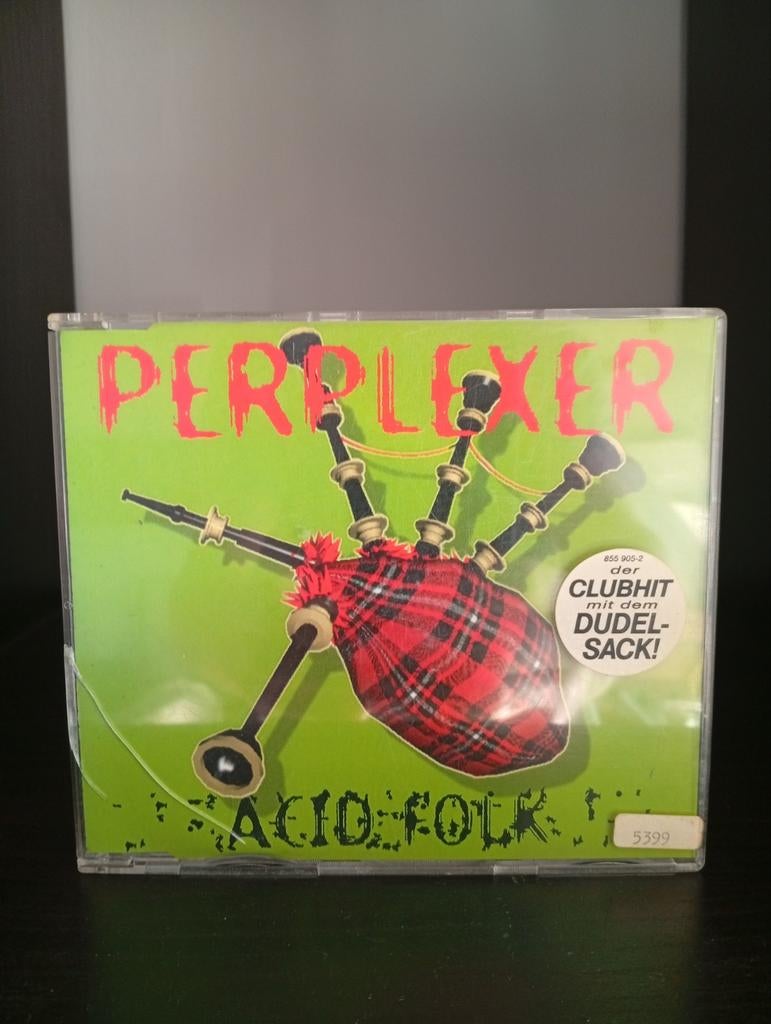 PERPLEXER
855 905-2
der
CLUBHIT
mit dem
DUDEL-
SACK!
ACID FOLK
5399